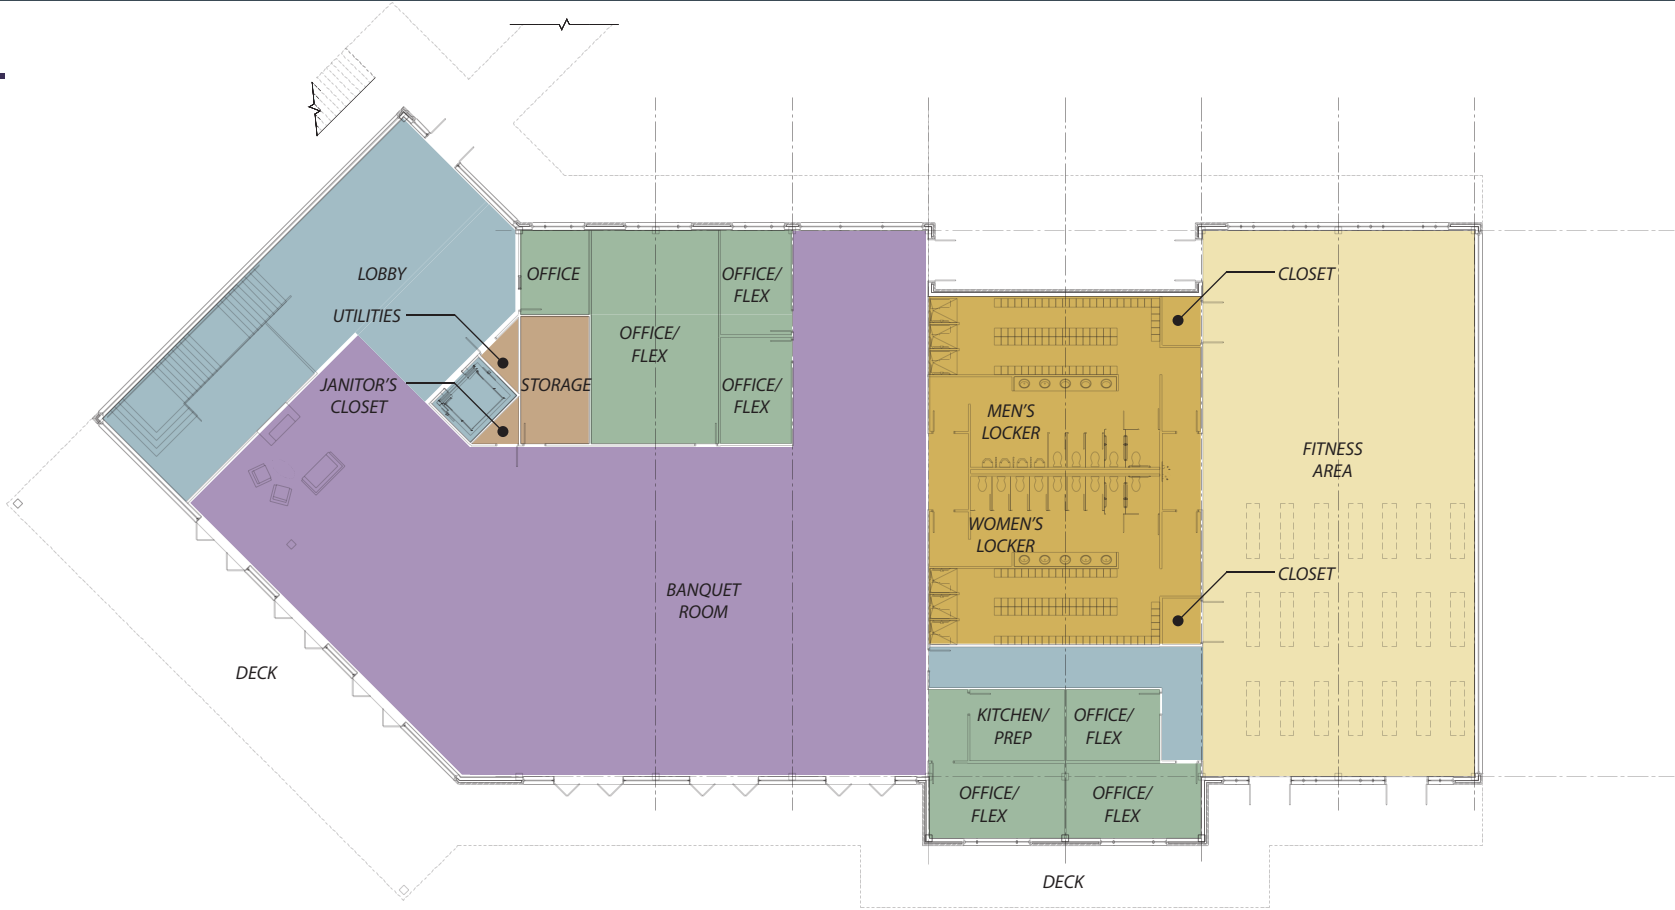 LOBBY
UTILITIES
JANITOR'S
CLOSET
OFFICE
STORAGE
OFFICE/
FLEX
OFFICE/
FLEX
OFFICE/
FLEX
BANQUET
ROOM
DECK
MEN'S
LOCKER
WOMEN'S
LOCKER
CLOSET
FITNESS
AREA
CLOSET
KITCHEN/
PREP
OFFICE/
FLEX
OFFICE/
FLEX
OFFICE/
FLEX
DECK